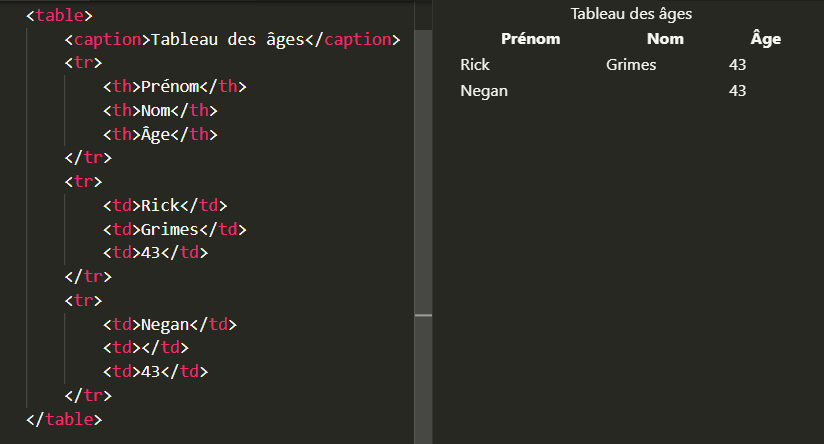 <table>
<caption>Tableau des âges</caption>
<tr>
<th>Prénom</th>
<th>Nom</th>
<th>Âge</th>
</tr>
<tr>
<td>Rick</td>
<td>Grimes</td>
<td>43</td>
</tr>
<tr>
<td>Negan</td>
<td></td>
<td>43</td>
</tr>
</table>
Tableau des âges
Prénom Nom Âge
Rick Grimes 43
Negan 43